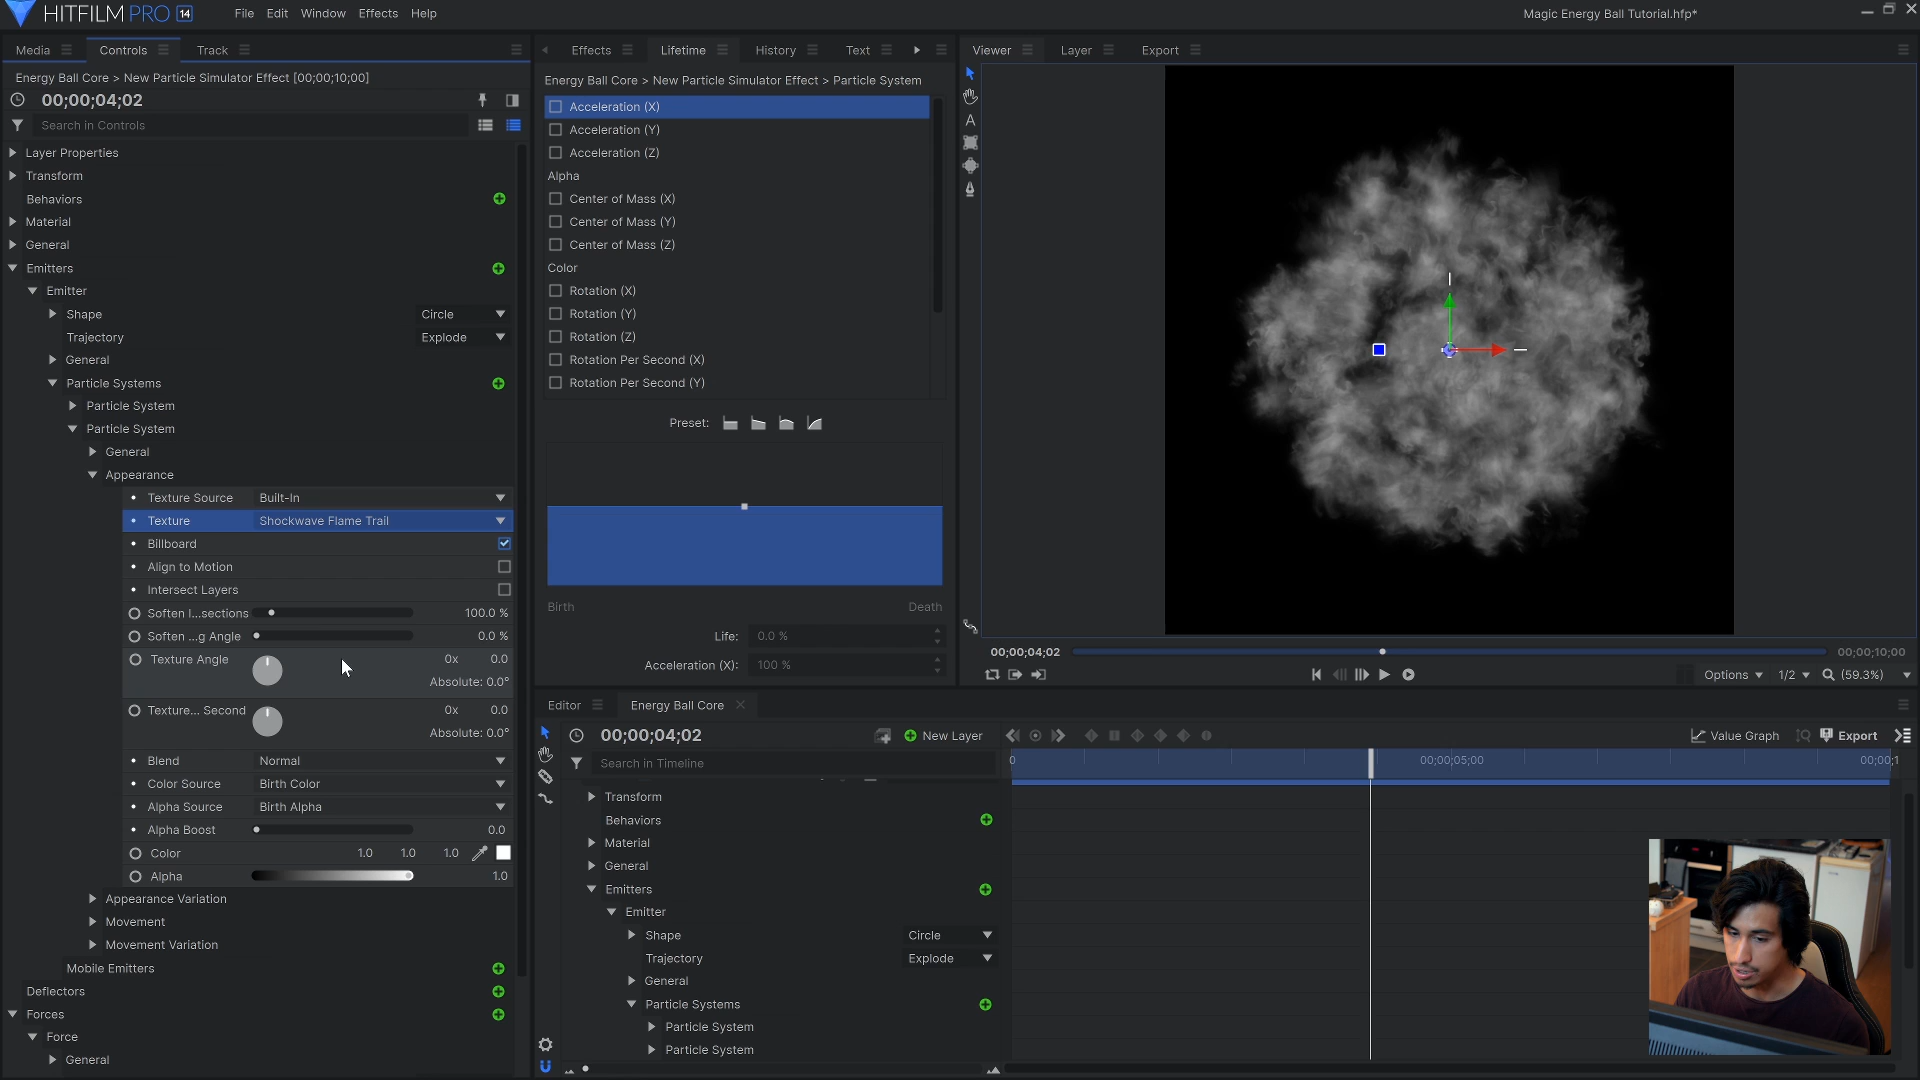 HITFILM PRO 14
File Edit Window Effects Help
Magic Energy Ball Tutorial.hfp*
Media Controls Track
Energy Ball Core > New Particle Simulator Effect [00;00;10;00]
00;00;04;02
Search in Controls
Layer Properties
Transform
Behaviors
Material
General
Emitters
Emitter
Shape Circle
Trajectory Explode
General
Particle Systems
Particle System
Particle System
General
Appearance
Texture Source Built-In
Texture Shockwave Flame Trail
Billboard
Align to Motion
Intersect Layers
Soften I...sections 100.0 %
Soften ...g Angle 0.0 %
Texture Angle 0x 0.0
Absolute: 0.0°
Texture... Second 0x 0.0
Absolute: 0.0°
Blend Normal
Color Source Birth Color
Alpha Source Birth Alpha
Alpha Boost 0.0
Color 1.0 1.0 1.0
Alpha 1.0
Appearance Variation
Movement
Movement Variation
Mobile Emitters
Deflectors
Forces
Force
General
Effects Lifetime History Text
Energy Ball Core > New Particle Simulator Effect > Particle System
Acceleration (X)
Acceleration (Y)
Acceleration (Z)
Alpha
Center of Mass (X)
Center of Mass (Y)
Center of Mass (Z)
Color
Rotation (X)
Rotation (Y)
Rotation (Z)
Rotation Per Second (X)
Rotation Per Second (Y)
Preset:
Birth Death
Life: 0.0 %
Acceleration (X): 100 %
Viewer Layer Export
A
00;00;04;02 00;00;10;00
Options 1/2 (59.3%)
Editor Energy Ball Core
00;00;04;02 New Layer Value Graph Export
Search in Timeline 0 00;00;05;00 00;00;1
Transform
Behaviors
Material
General
Emitters
Emitter
Shape Circle
Trajectory Explode
General
Particle Systems
Particle System
Particle System